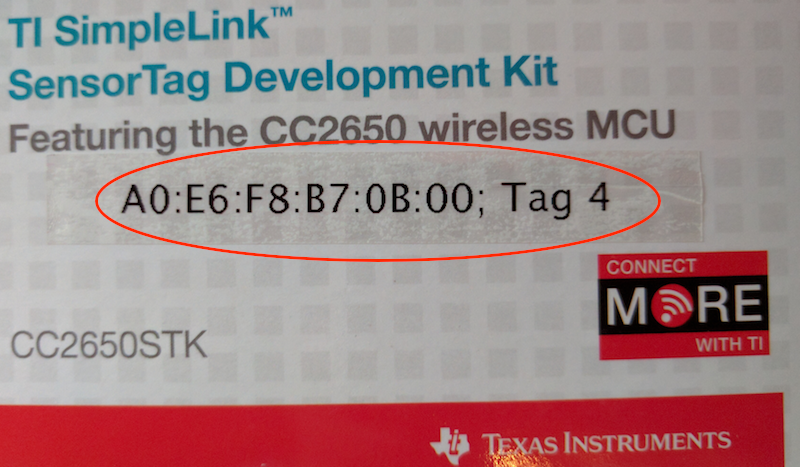 TI SimpleLink™
SensorTag Development Kit
Featuring the CC2650 wireless MCU
A0:E6:F8:B7:0B:00; Tag 4
CONNECT
MORE
WITH TI
CC2650STK
TEXAS INSTRUMENTS